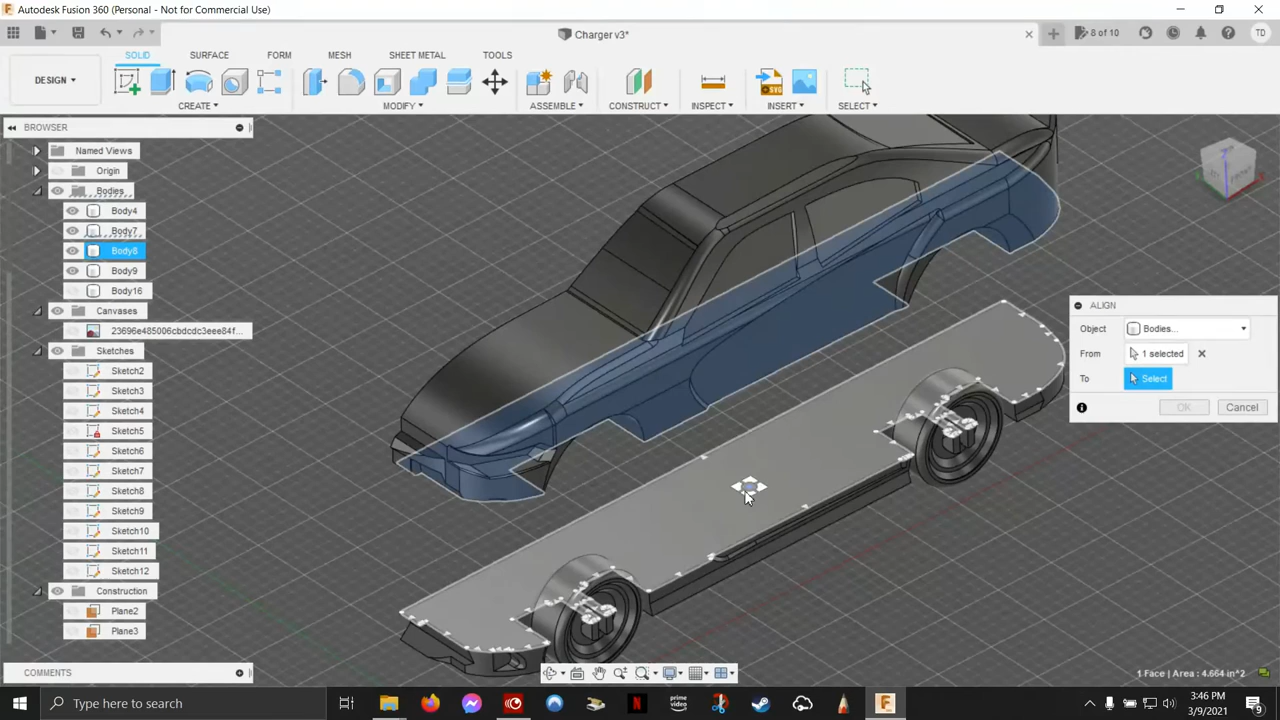 Autodesk Fusion 360 (Personal - Not for Commercial Use)
Charger v3*
8 of 10
TD
DESIGN
SOLID
SURFACE
FORM
MESH
SHEET METAL
TOOLS
CREATE
MODIFY
ASSEMBLE
CONSTRUCT
INSPECT
INSERT
SELECT
BROWSER
Named Views
Origin
Bodies
Body4
Body7
Body8
Body9
Body16
Canvases
23696e485006cbdcdc3eee84f...
Sketches
Sketch2
Sketch3
Sketch4
Sketch5
Sketch6
Sketch7
Sketch8
Sketch9
Sketch10
Sketch11
Sketch12
Construction
Plane2
Plane3
ALIGN
Object Bodies...
From 1 selected
To Select
OK Cancel
COMMENTS
1 Face | Area : 4.664 in^2
Type here to search
prime video
3:46 PM
3/9/2021